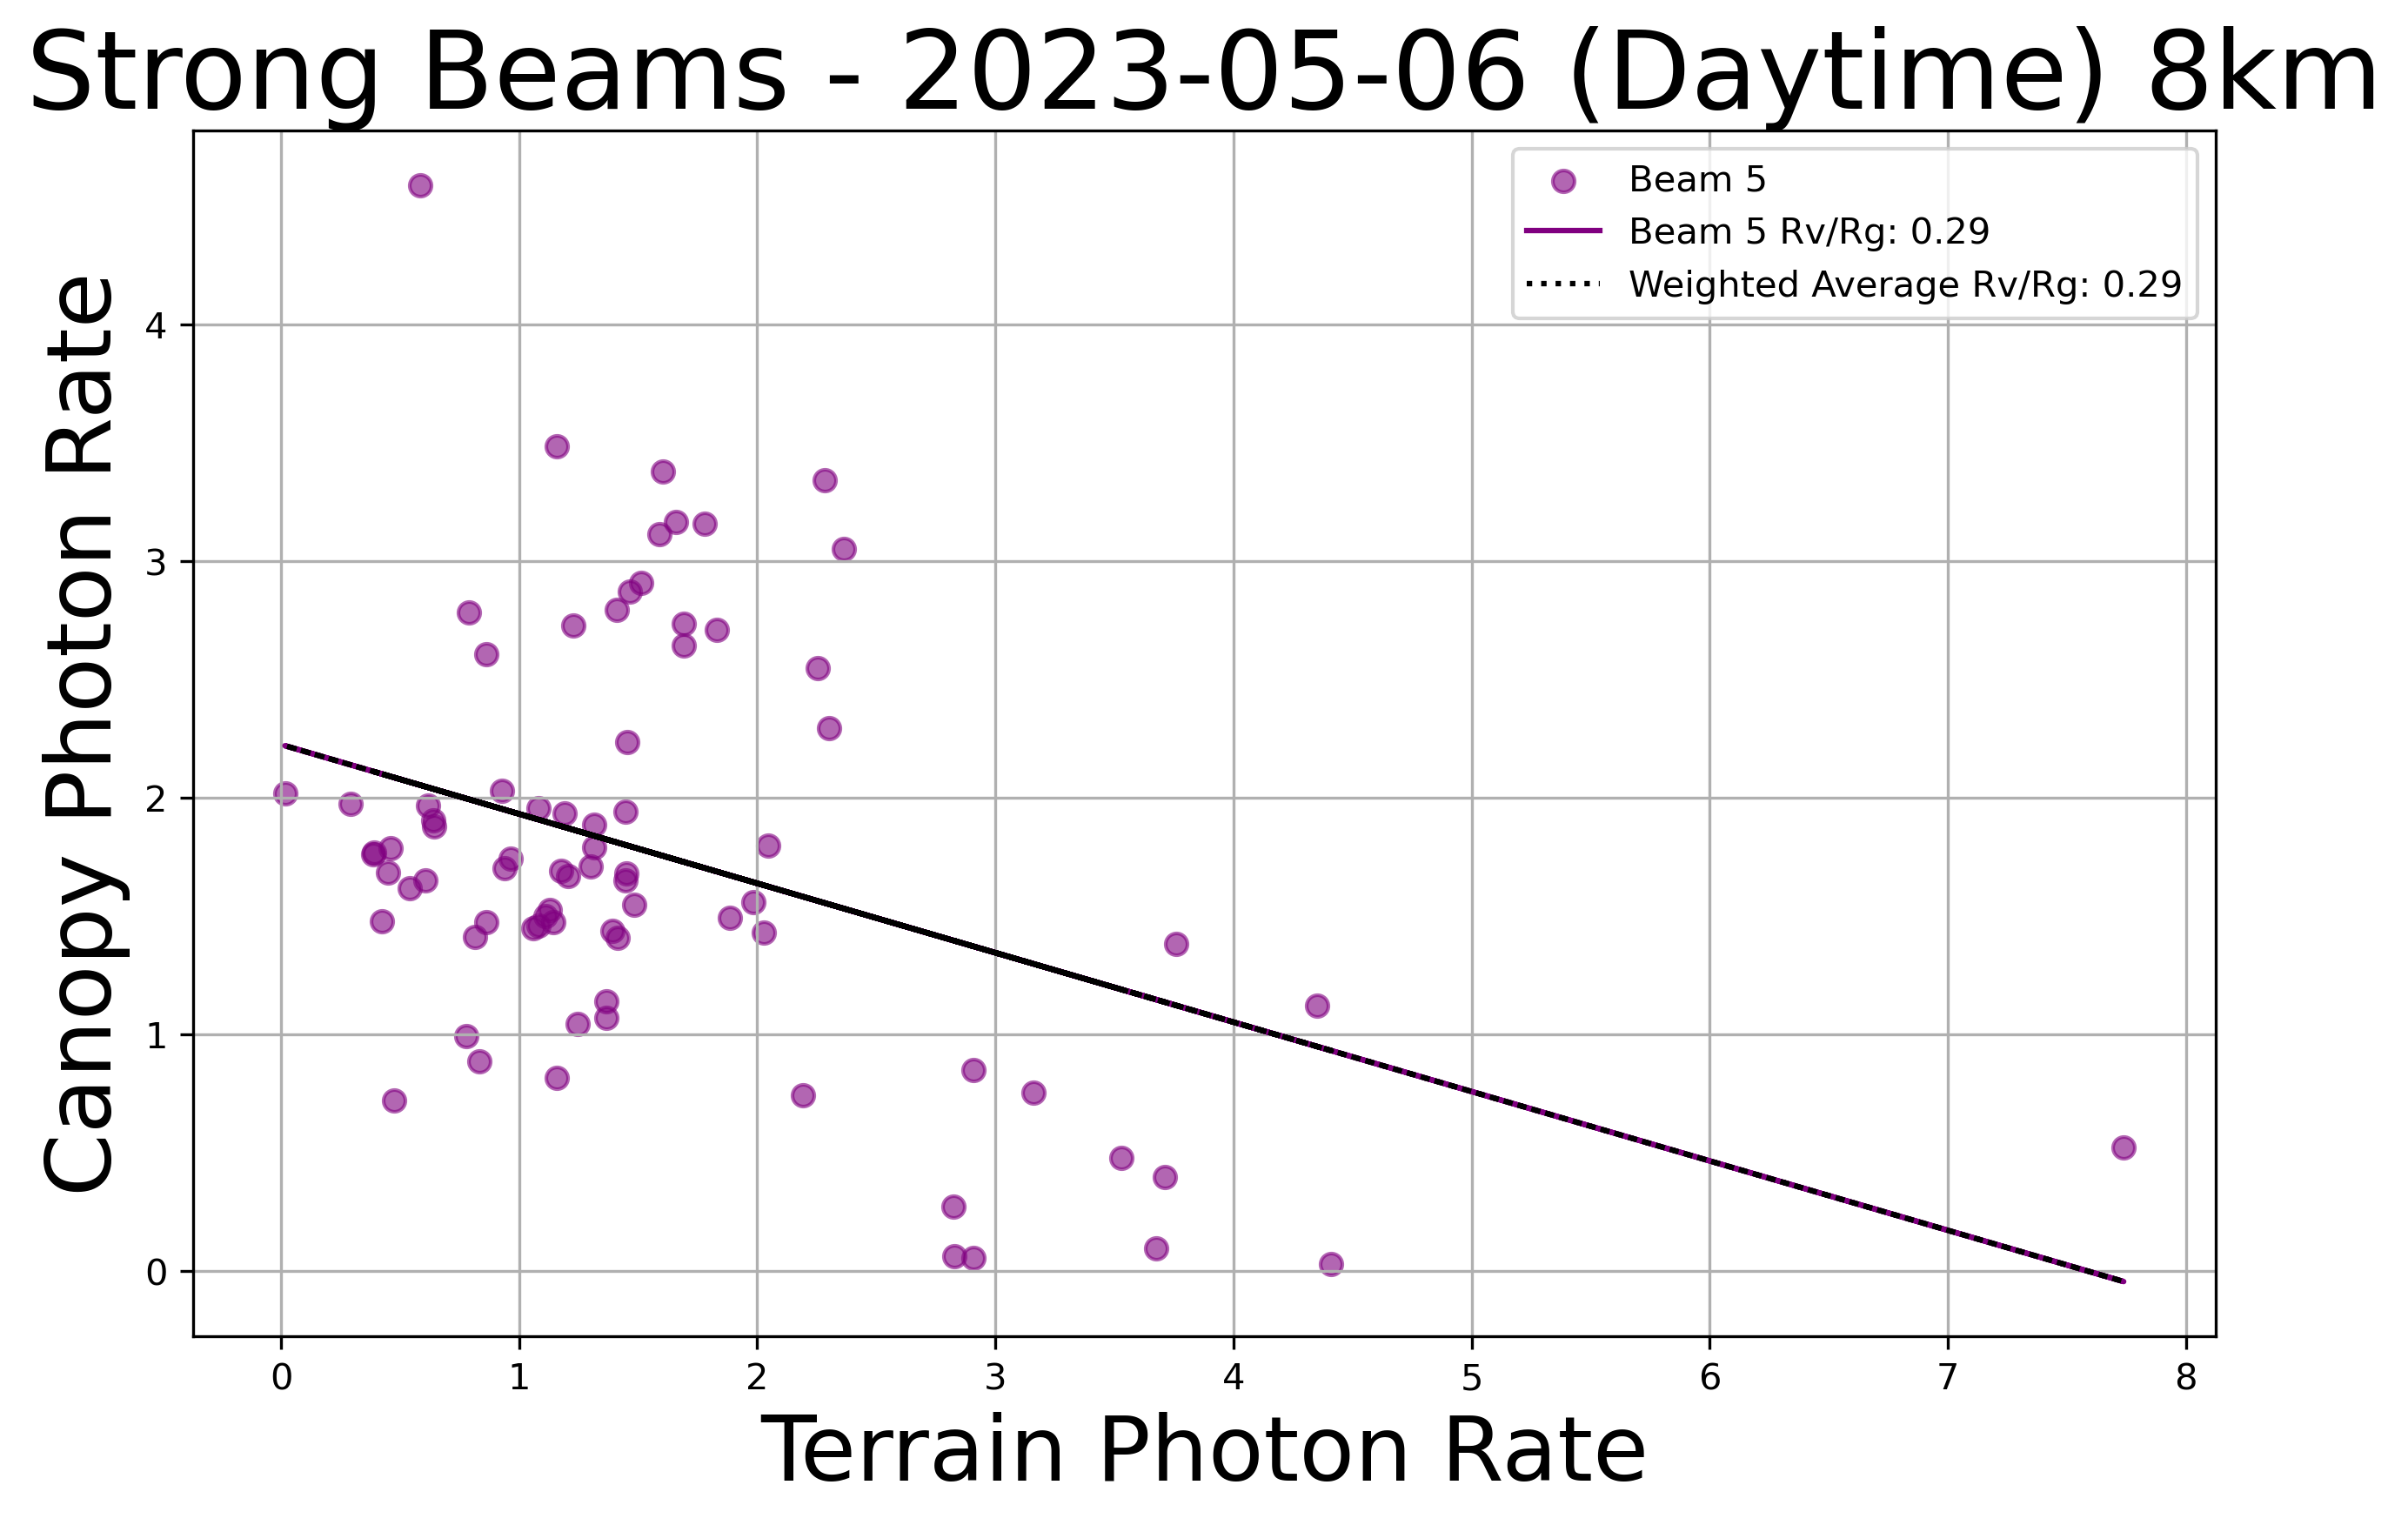 Strong Beams - 2023-05-06 (Daytime) 8km
Beam 5
Beam 5 Rv/Rg: 0.29
Weighted Average Rv/Rg: 0.29
Canopy Photon Rate
4
3
2
1
0
0 1 2 3 4 5 6 7 8
Terrain Photon Rate